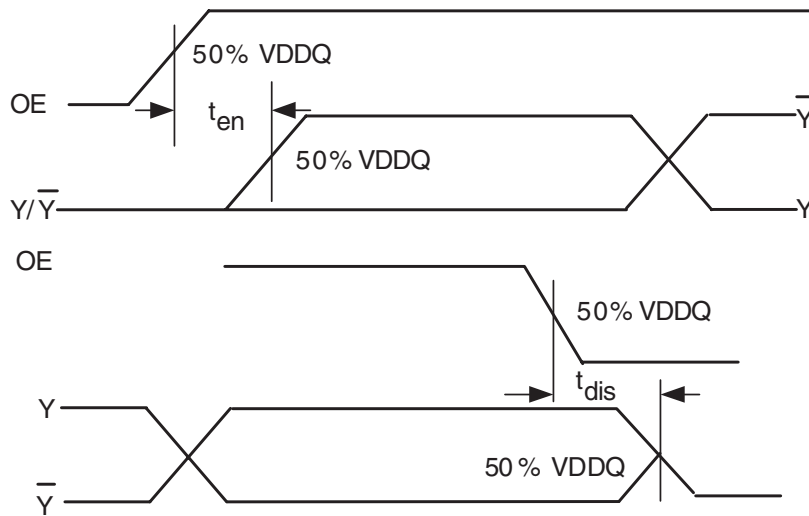 50% VDDQ
OE
t_en
Y̅
50% VDDQ
Y/Y̅
Y
OE
50% VDDQ
t_dis
Y
50% VDDQ
Y̅